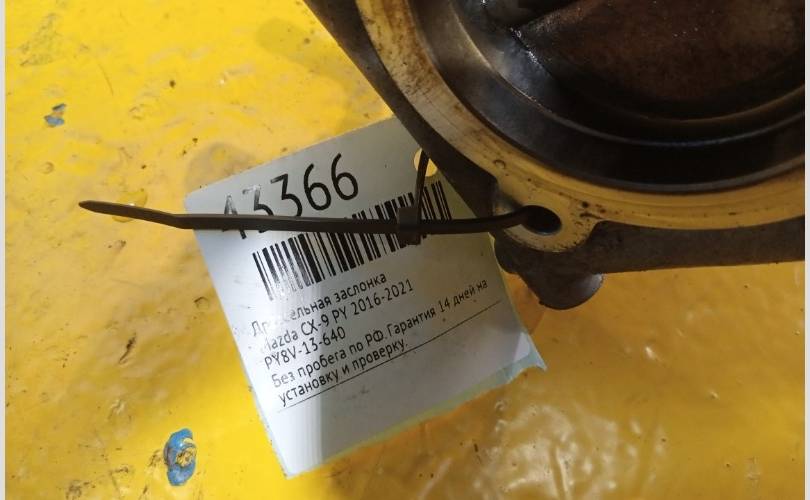 13366
Дроссельная заслонка
Mazda CX-9 PY 2016-2021
PY8V-13-640
Без пробега по РФ.Гарантия 14 дней на
установку и проверку.